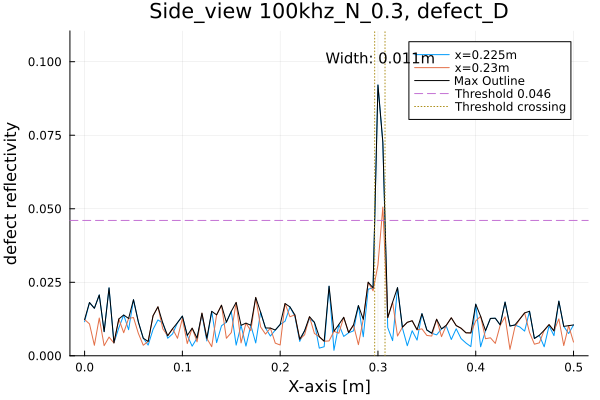 Side_view 100khz_N_0.3, defect_D
Width: 0.011m
x=0.225m
x=0.23m
Max Outline
Threshold 0.046
Threshold crossing
defect reflectivity
0.100
0.075
0.050
0.025
0.000
0.0 0.1 0.2 0.3 0.4 0.5
X-axis [m]